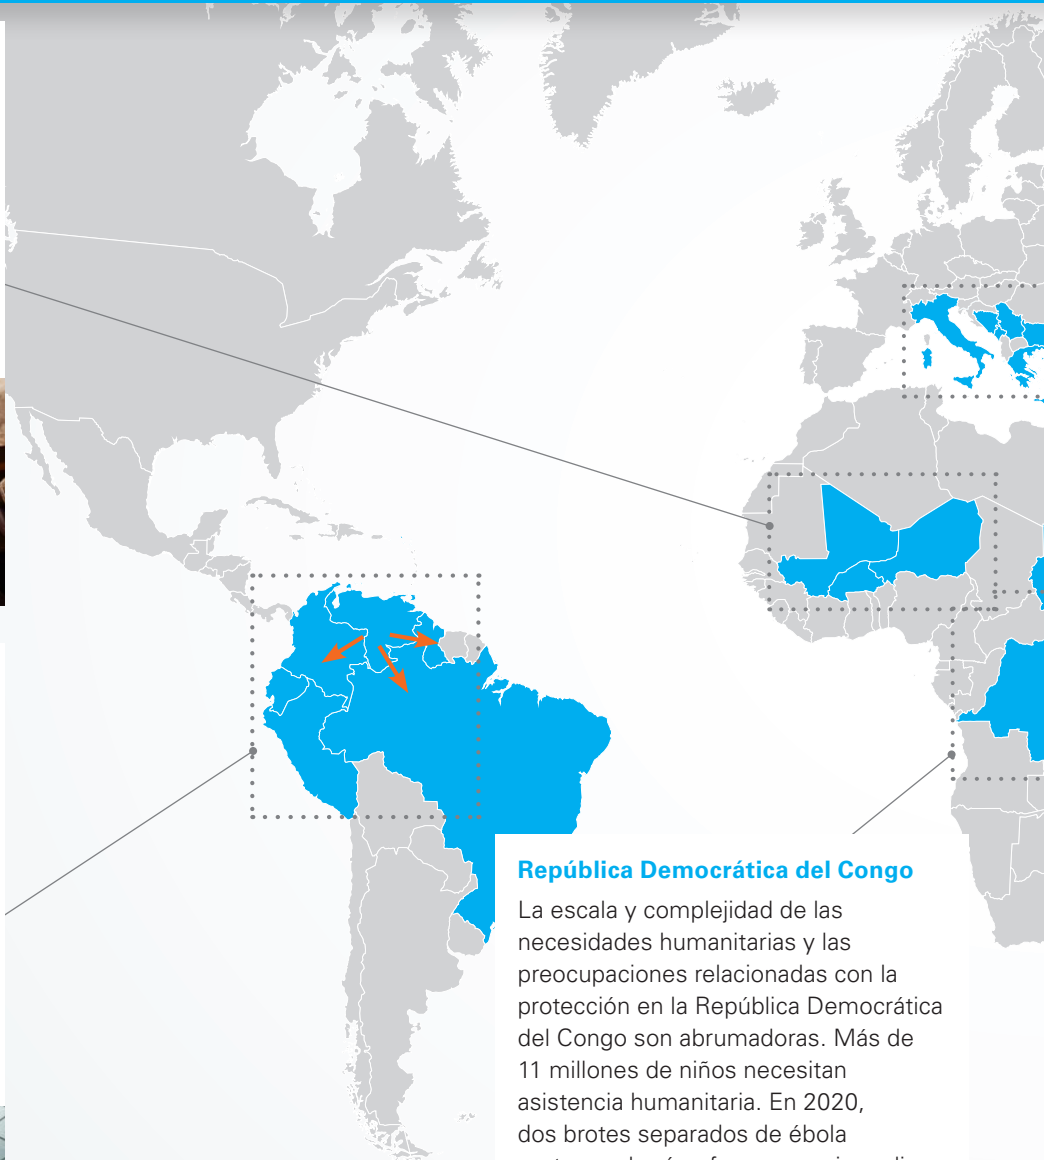 República Democrática del Congo
La escala y complejidad de las
necesidades humanitarias y las
preocupaciones relacionadas con la
protección en la República Democrática
del Congo son abrumadoras. Más de
11 millones de niños necesitan
asistencia humanitaria. En 2020,
dos brotes separados de ébola